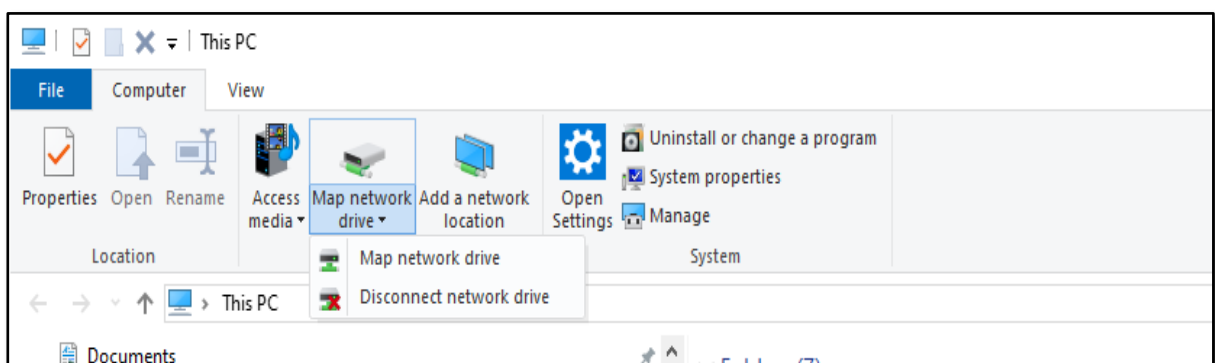 This PC
File Computer View
Properties Open Rename
Access media
Map network drive
Add a network location
Open Settings
Uninstall or change a program
System properties
Manage
Location
System
Map network drive
Disconnect network drive
This PC
Documents